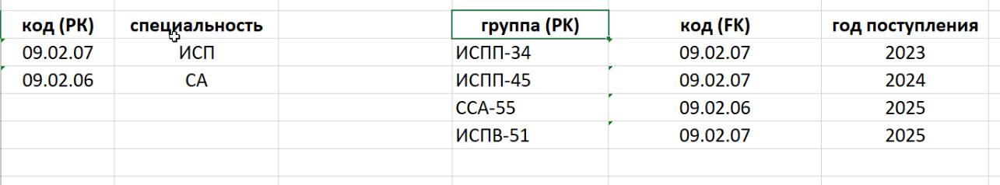 код (PK) специальность группа (PK) код (FK) год поступления
09.02.07 ИСП ИСПП-34 09.02.07 2023
09.02.06 СА ИСПП-45 09.02.07 2024
ССА-55 09.02.06 2025
ИСПВ-51 09.02.07 2025